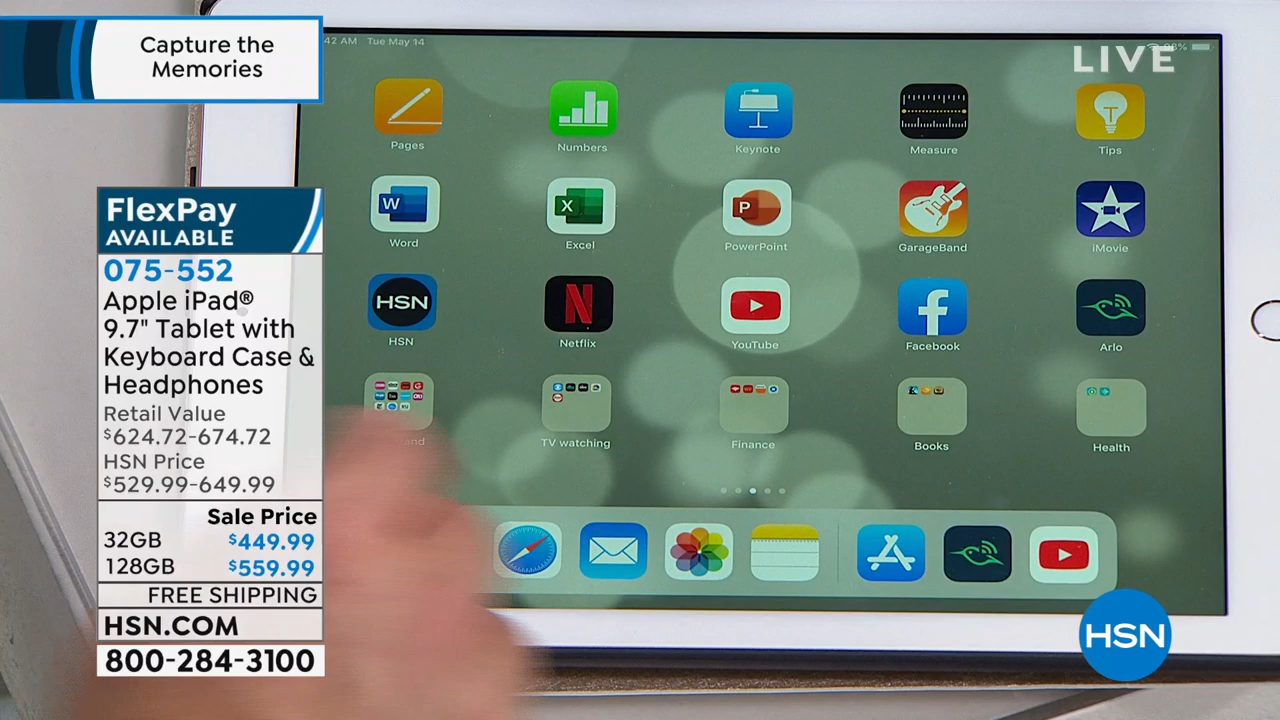 Capture the
Memories
42 AM Tue May 14
98%
LIVE
Pages
Numbers
Keynote
Measure
Tips
W
X
P
Word
Excel
PowerPoint
GarageBand
iMovie
HSN
N
f
HSN
Netflix
YouTube
Facebook
Arlo
TV watching
Finance
Books
Health
FlexPay
AVAILABLE
075-552
Apple iPad®
9.7" Tablet with
Keyboard Case &
Headphones
Retail Value
$624.72-674.72
HSN Price
$529.99-649.99
Sale Price
32GB $449.99
128GB $559.99
FREE SHIPPING
HSN.COM
800-284-3100
HSN